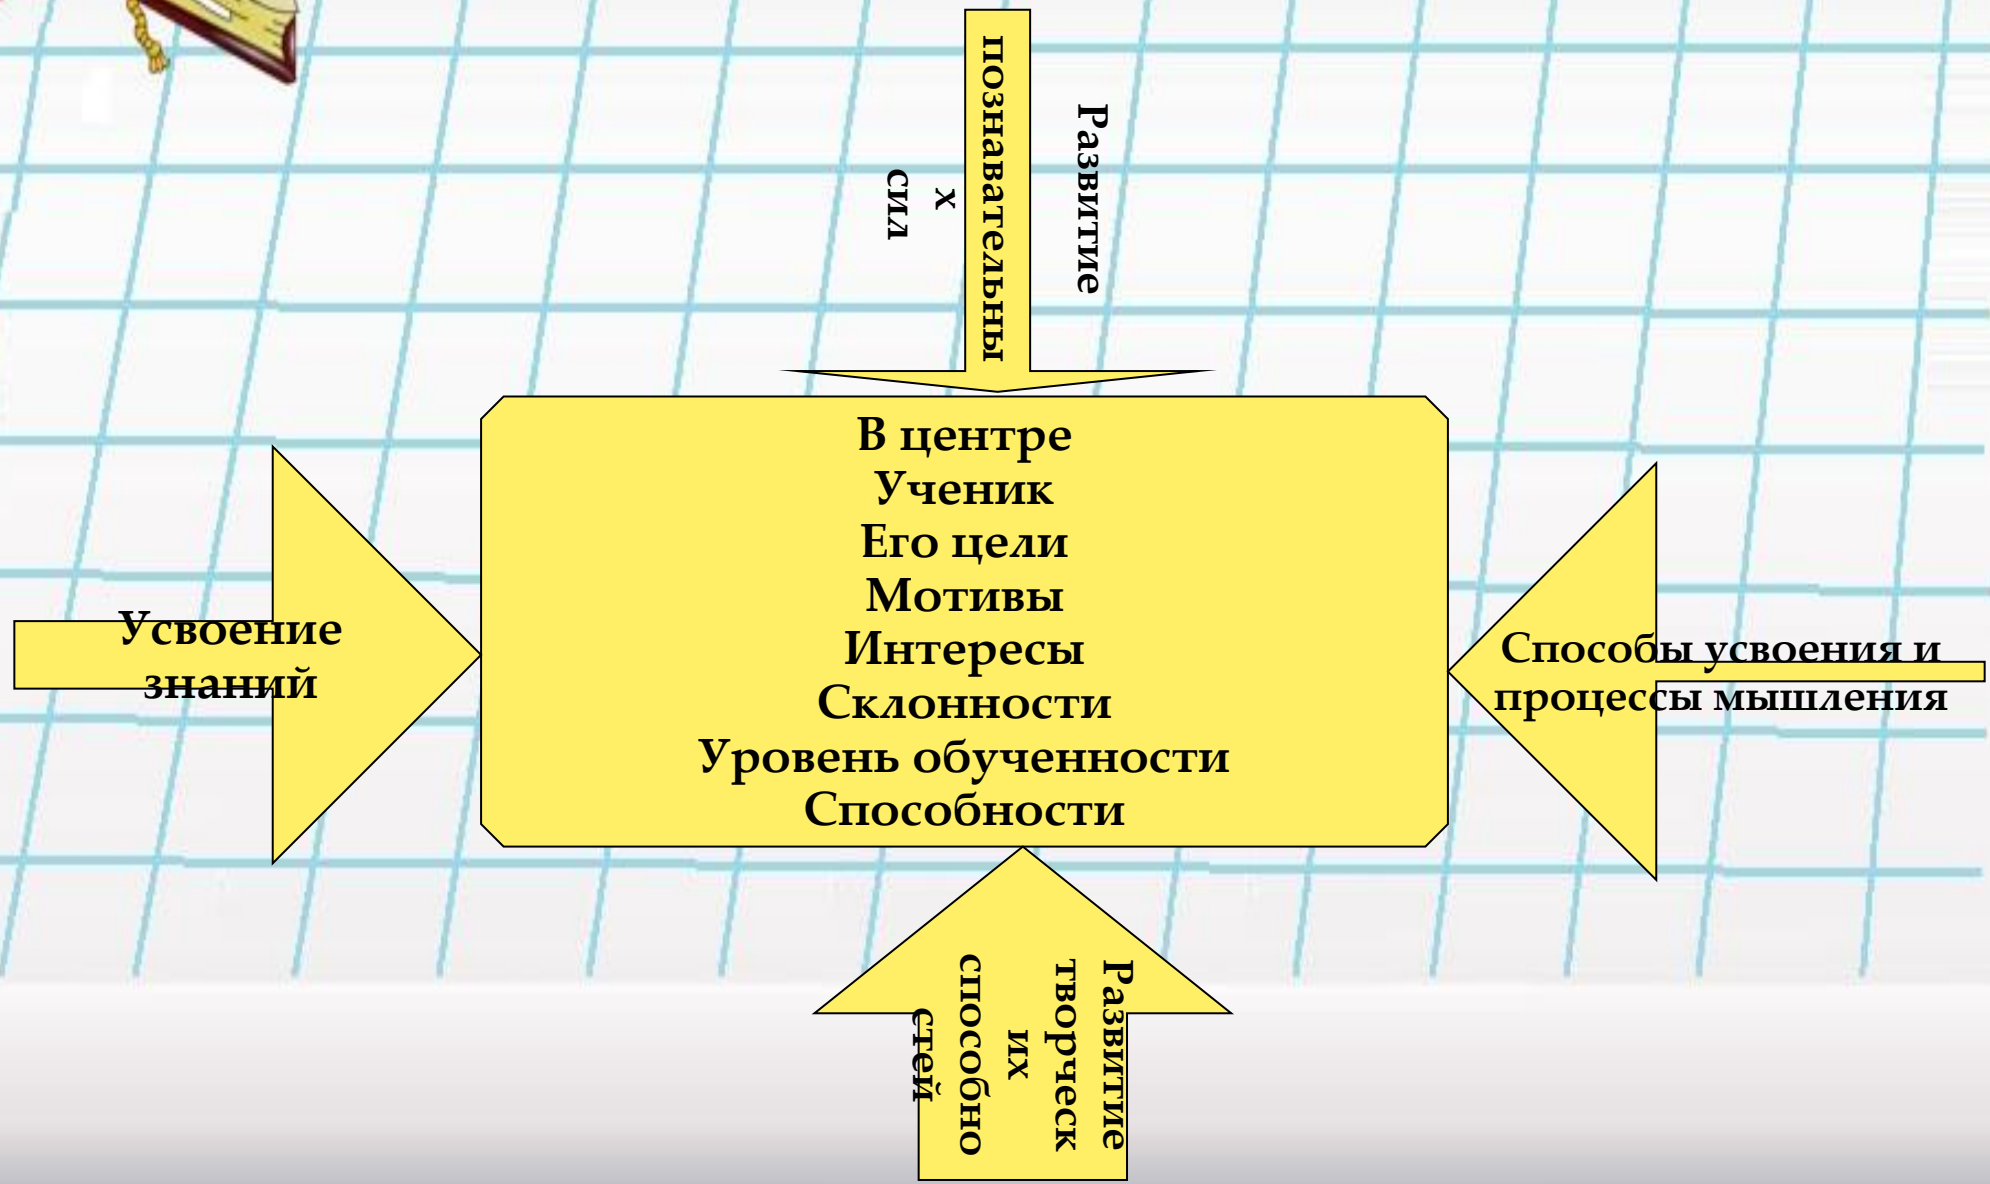 Развитие
познавательны
х
сил
В центре
Ученик
Его цели
Мотивы
Интересы
Склонности
Уровень обученности
Способности
Усвоение
знаний
Способы усвоения и
процессы мышления
Развитие
творческ
их
способно
стей